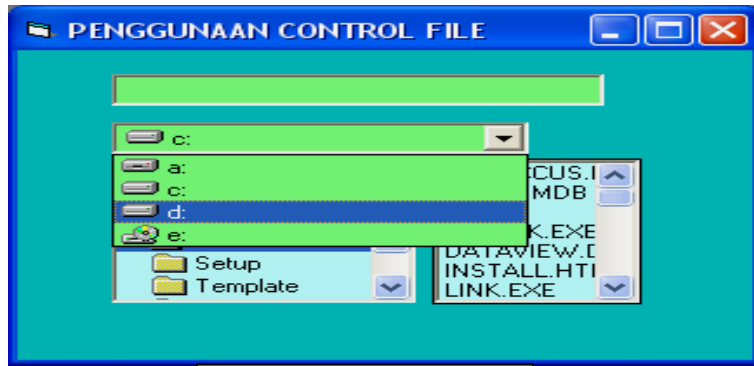 PENGGUNAAN CONTROL FILE
c:
a:
c:
d:
e:
Setup
Template
MDB
DATAVIEW.D
INSTALL.HTI
LINK.EXE